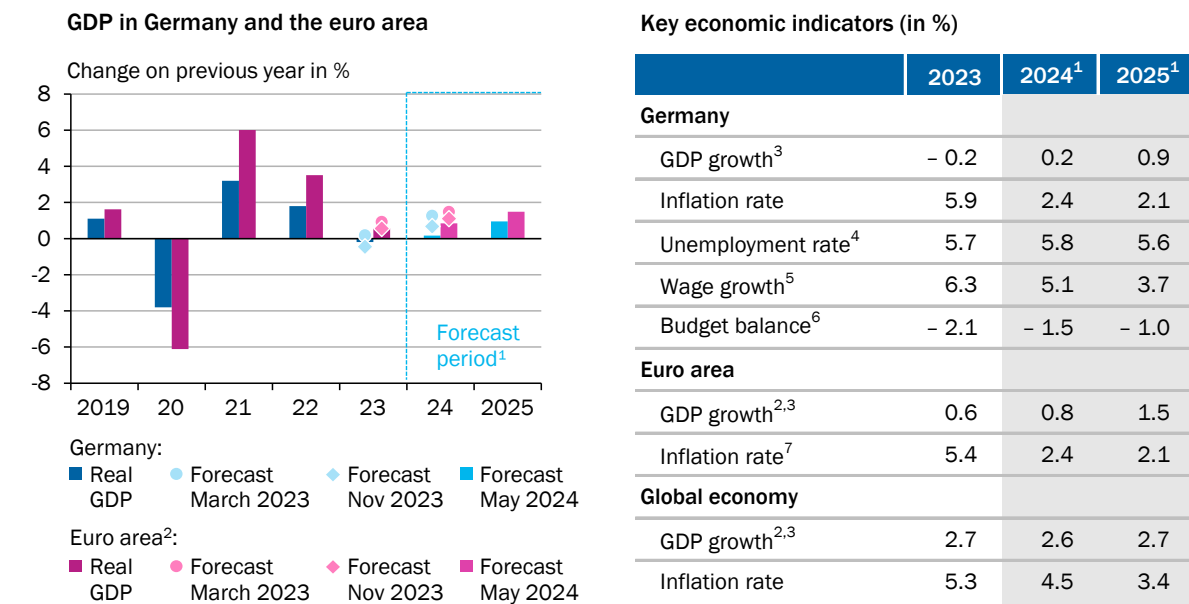 GDP in Germany and the euro area
Change on previous year in %
8
6
4
2
0
-2
-4
-6
-8
Forecast
period¹
2019 20 21 22 23 24 2025
Germany:
Real GDP
Forecast March 2023
Forecast Nov 2023
Forecast May 2024
Euro area²:
Real GDP
Forecast March 2023
Forecast Nov 2023
Forecast May 2024
Key economic indicators (in %)
2023 2024¹ 2025¹
Germany
GDP growth³ – 0.2 0.2 0.9
Inflation rate 5.9 2.4 2.1
Unemployment rate⁴ 5.7 5.8 5.6
Wage growth⁵ 6.3 5.1 3.7
Budget balance⁶ – 2.1 – 1.5 – 1.0
Euro area
GDP growth²,³ 0.6 0.8 1.5
Inflation rate⁷ 5.4 2.4 2.1
Global economy
GDP growth²,³ 2.7 2.6 2.7
Inflation rate 5.3 4.5 3.4